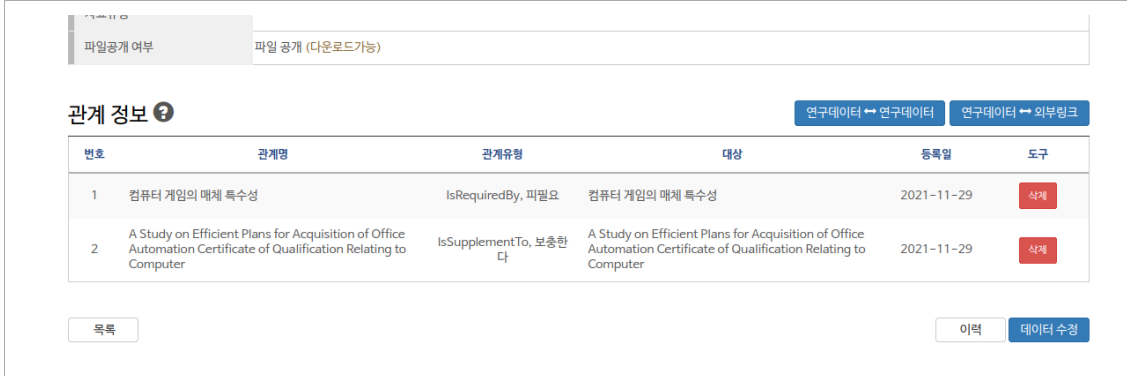 파일공개 여부
파일 공개 (다운로드가능)
관계 정보 ?
연구데이터 ↔ 연구데이터
연구데이터 ↔ 외부링크
번호 관계명 관계유형 대상 등록일 도구
1 컴퓨터 게임의 매체 특수성 IsRequiredBy, 피필요 컴퓨터 게임의 매체 특수성 2021-11-29 삭제
2
A Study on Efficient Plans for Acquisition of Office
Automation Certificate of Qualification Relating to
Computer
IsSupplementTo, 보충한
다
A Study on Efficient Plans for Acquisition of Office
Automation Certificate of Qualification Relating to
Computer
2021-11-29
삭제
목록
이력
데이터 수정